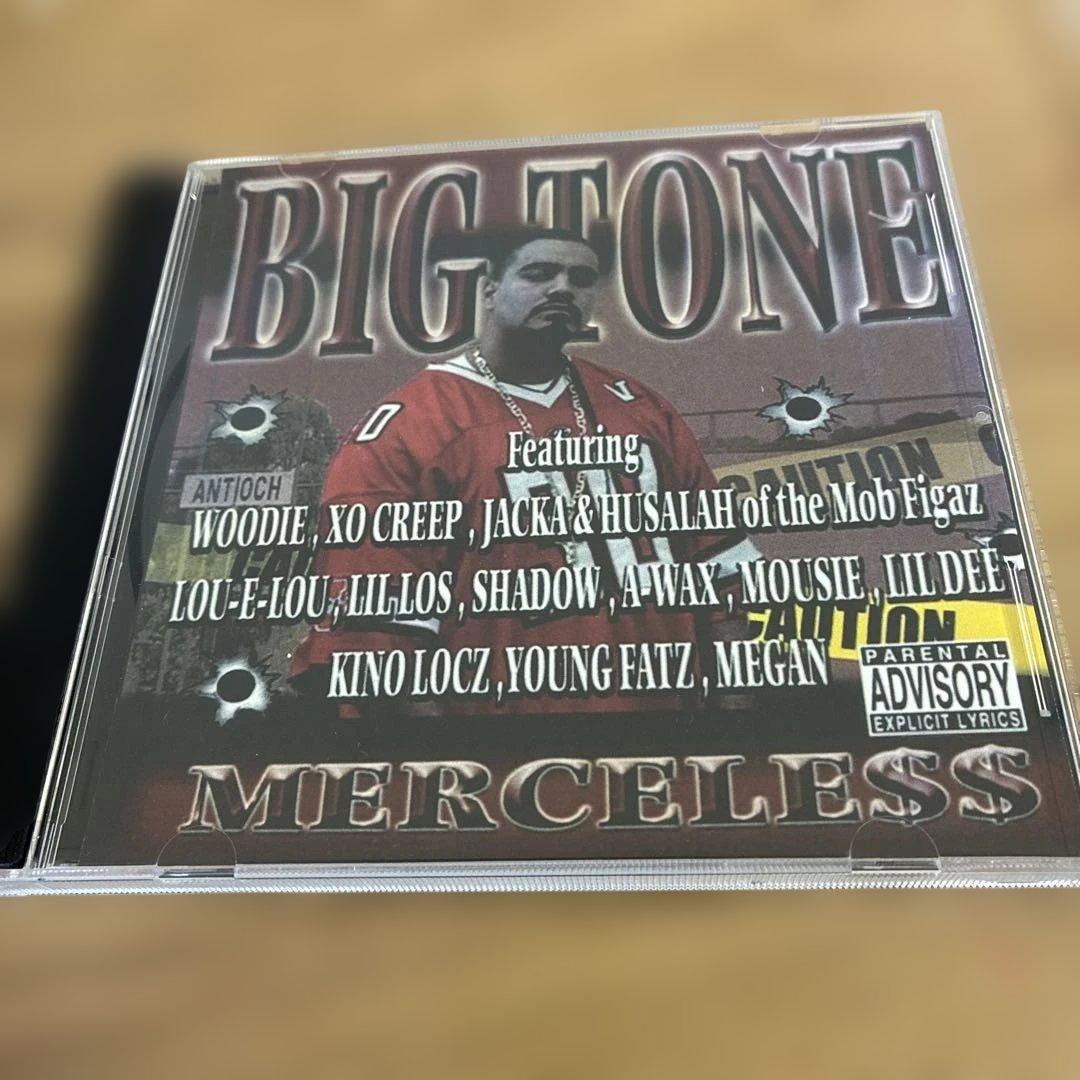 BIG TONE
Featuring
ANTIOCH
CAUTION
WOODIE , XO CREEP , JACKA & HUSALAH of the Mob Figaz
LOU-E-LOU , LIL LOS , SHADOW , A-WAX , MOUSIE , LIL DEE
CAUTION
KINO LOCZ , YOUNG FATZ , MEGAN
PARENTAL
ADVISORY
EXPLICIT LYRICS
MERCELE$$